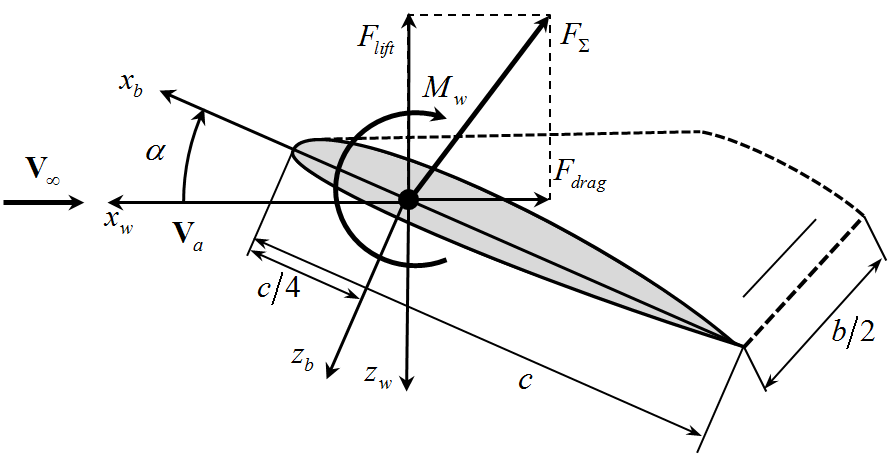 F_lift
F_Σ
x_b
M_w
α
V_∞
F_drag
x_w
V_a
c/4
b/2
z_b
z_w
c